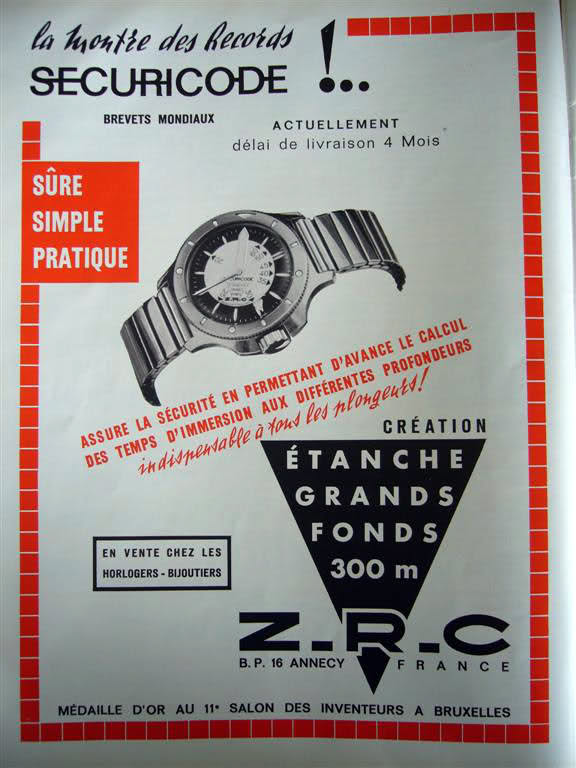 la montre des Records
SECURICODE !...
BREVETS MONDIAUX
ACTUELLEMENT
délai de livraison 4 Mois
SÛRE
SIMPLE
PRATIQUE
SECURICODE
Z.R.C
ASSURE LA SÉCURITÉ EN PERMETTANT D'AVANCE LE CALCUL
DES TEMPS D'IMMERSION AUX DIFFÉRENTES PROFONDEURS
indispensable à tous les plongeurs !
CRÉATION
ÉTANCHE
GRANDS
FONDS
300 m
EN VENTE CHEZ LES
HORLOGERS - BIJOUTIERS
Z.R.C
B.P. 16 ANNECY FRANCE
MÉDAILLE D'OR AU 11e SALON DES INVENTEURS A BRUXELLES